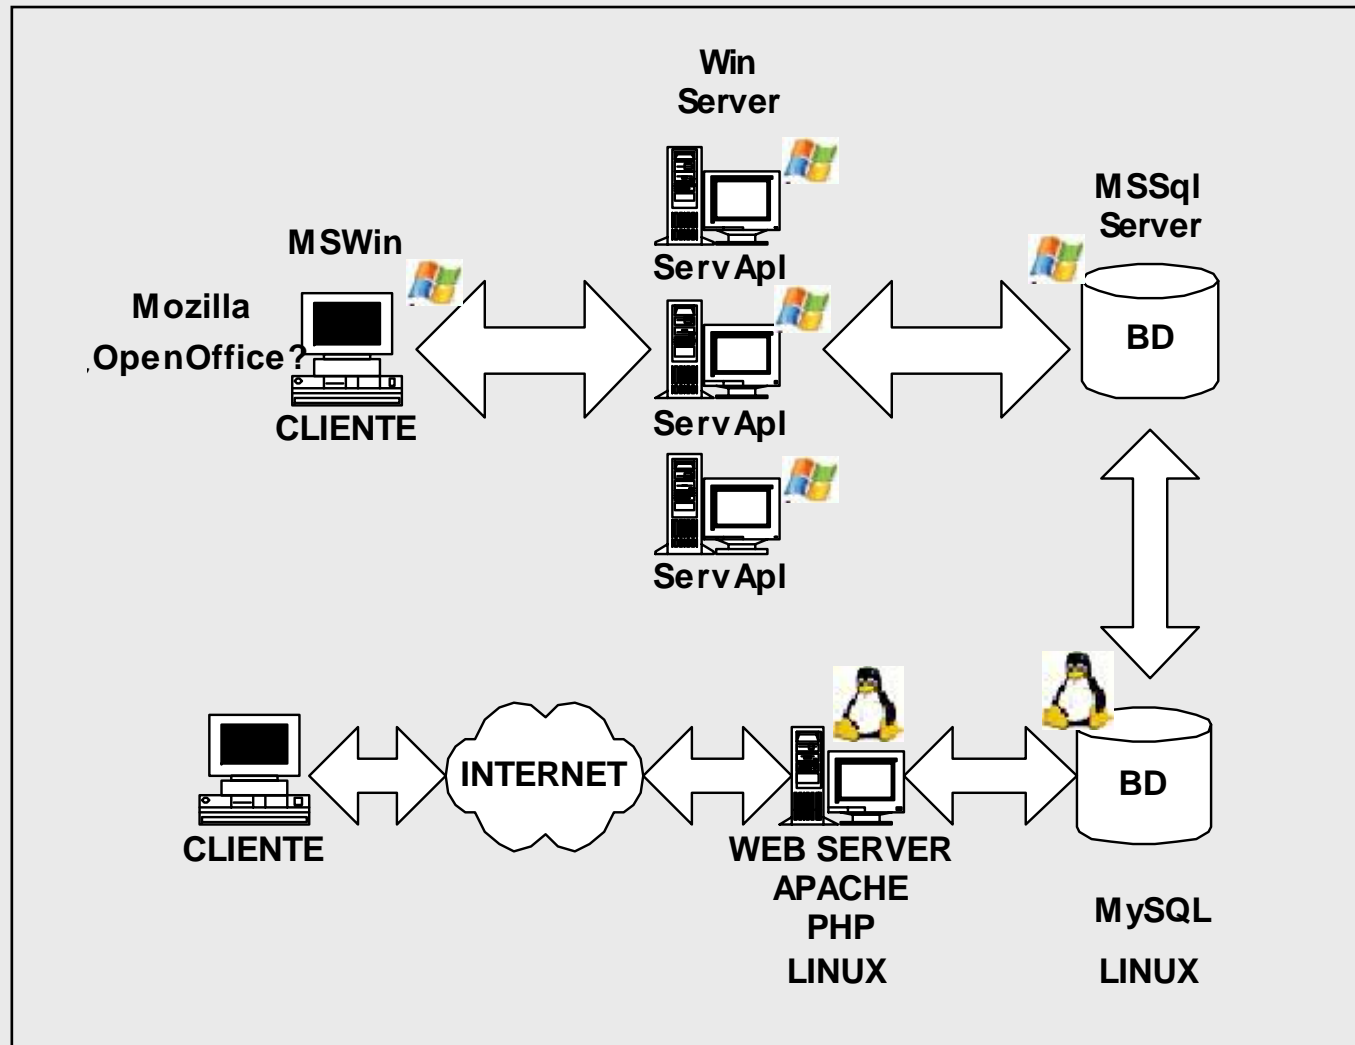 Win
Server
MSSql
Server
MSWin
Mozilla
,OpenOffice?
CLIENTE
ServApl
ServApl
ServApl
BD
CLIENTE
INTERNET
WEB SERVER
APACHE
PHP
LINUX
BD
MySQL
LINUX